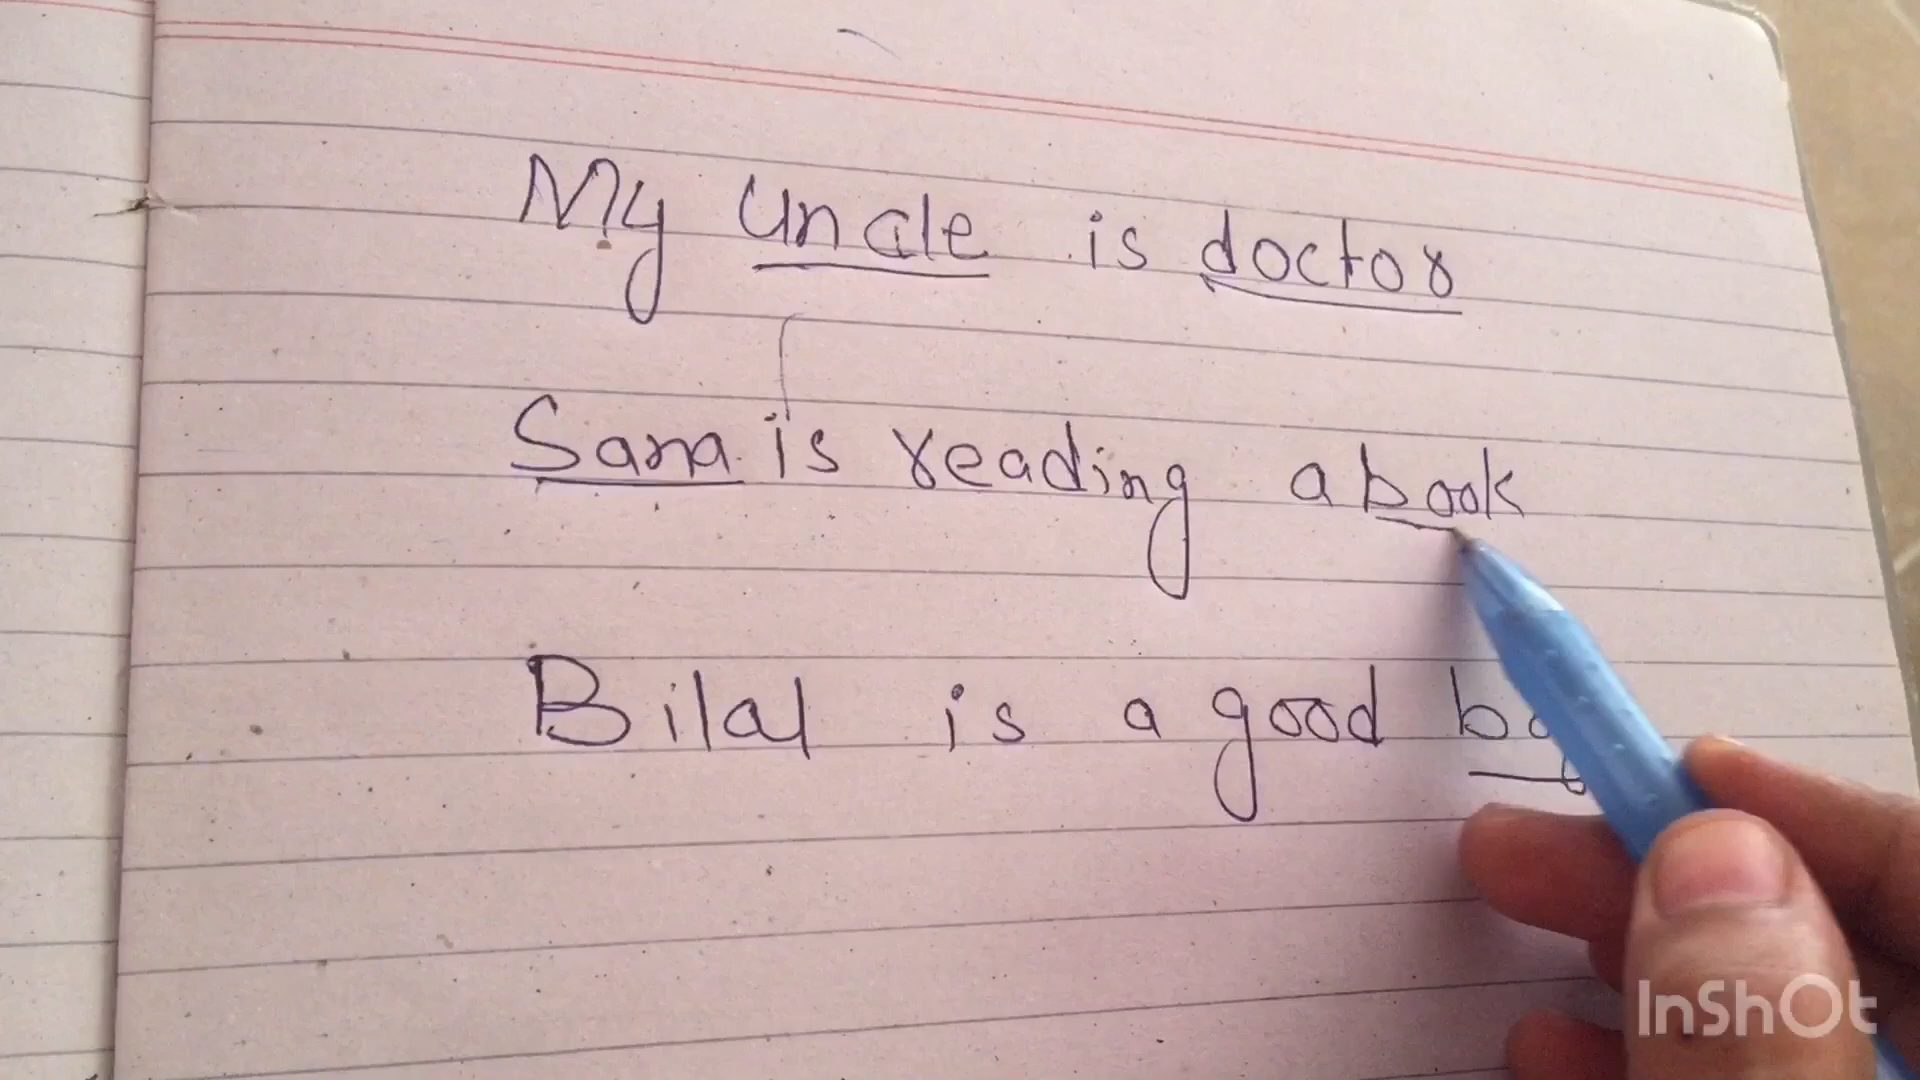 My uncle is doctor
Sana is reading a book
Bilal is a good
InShOt